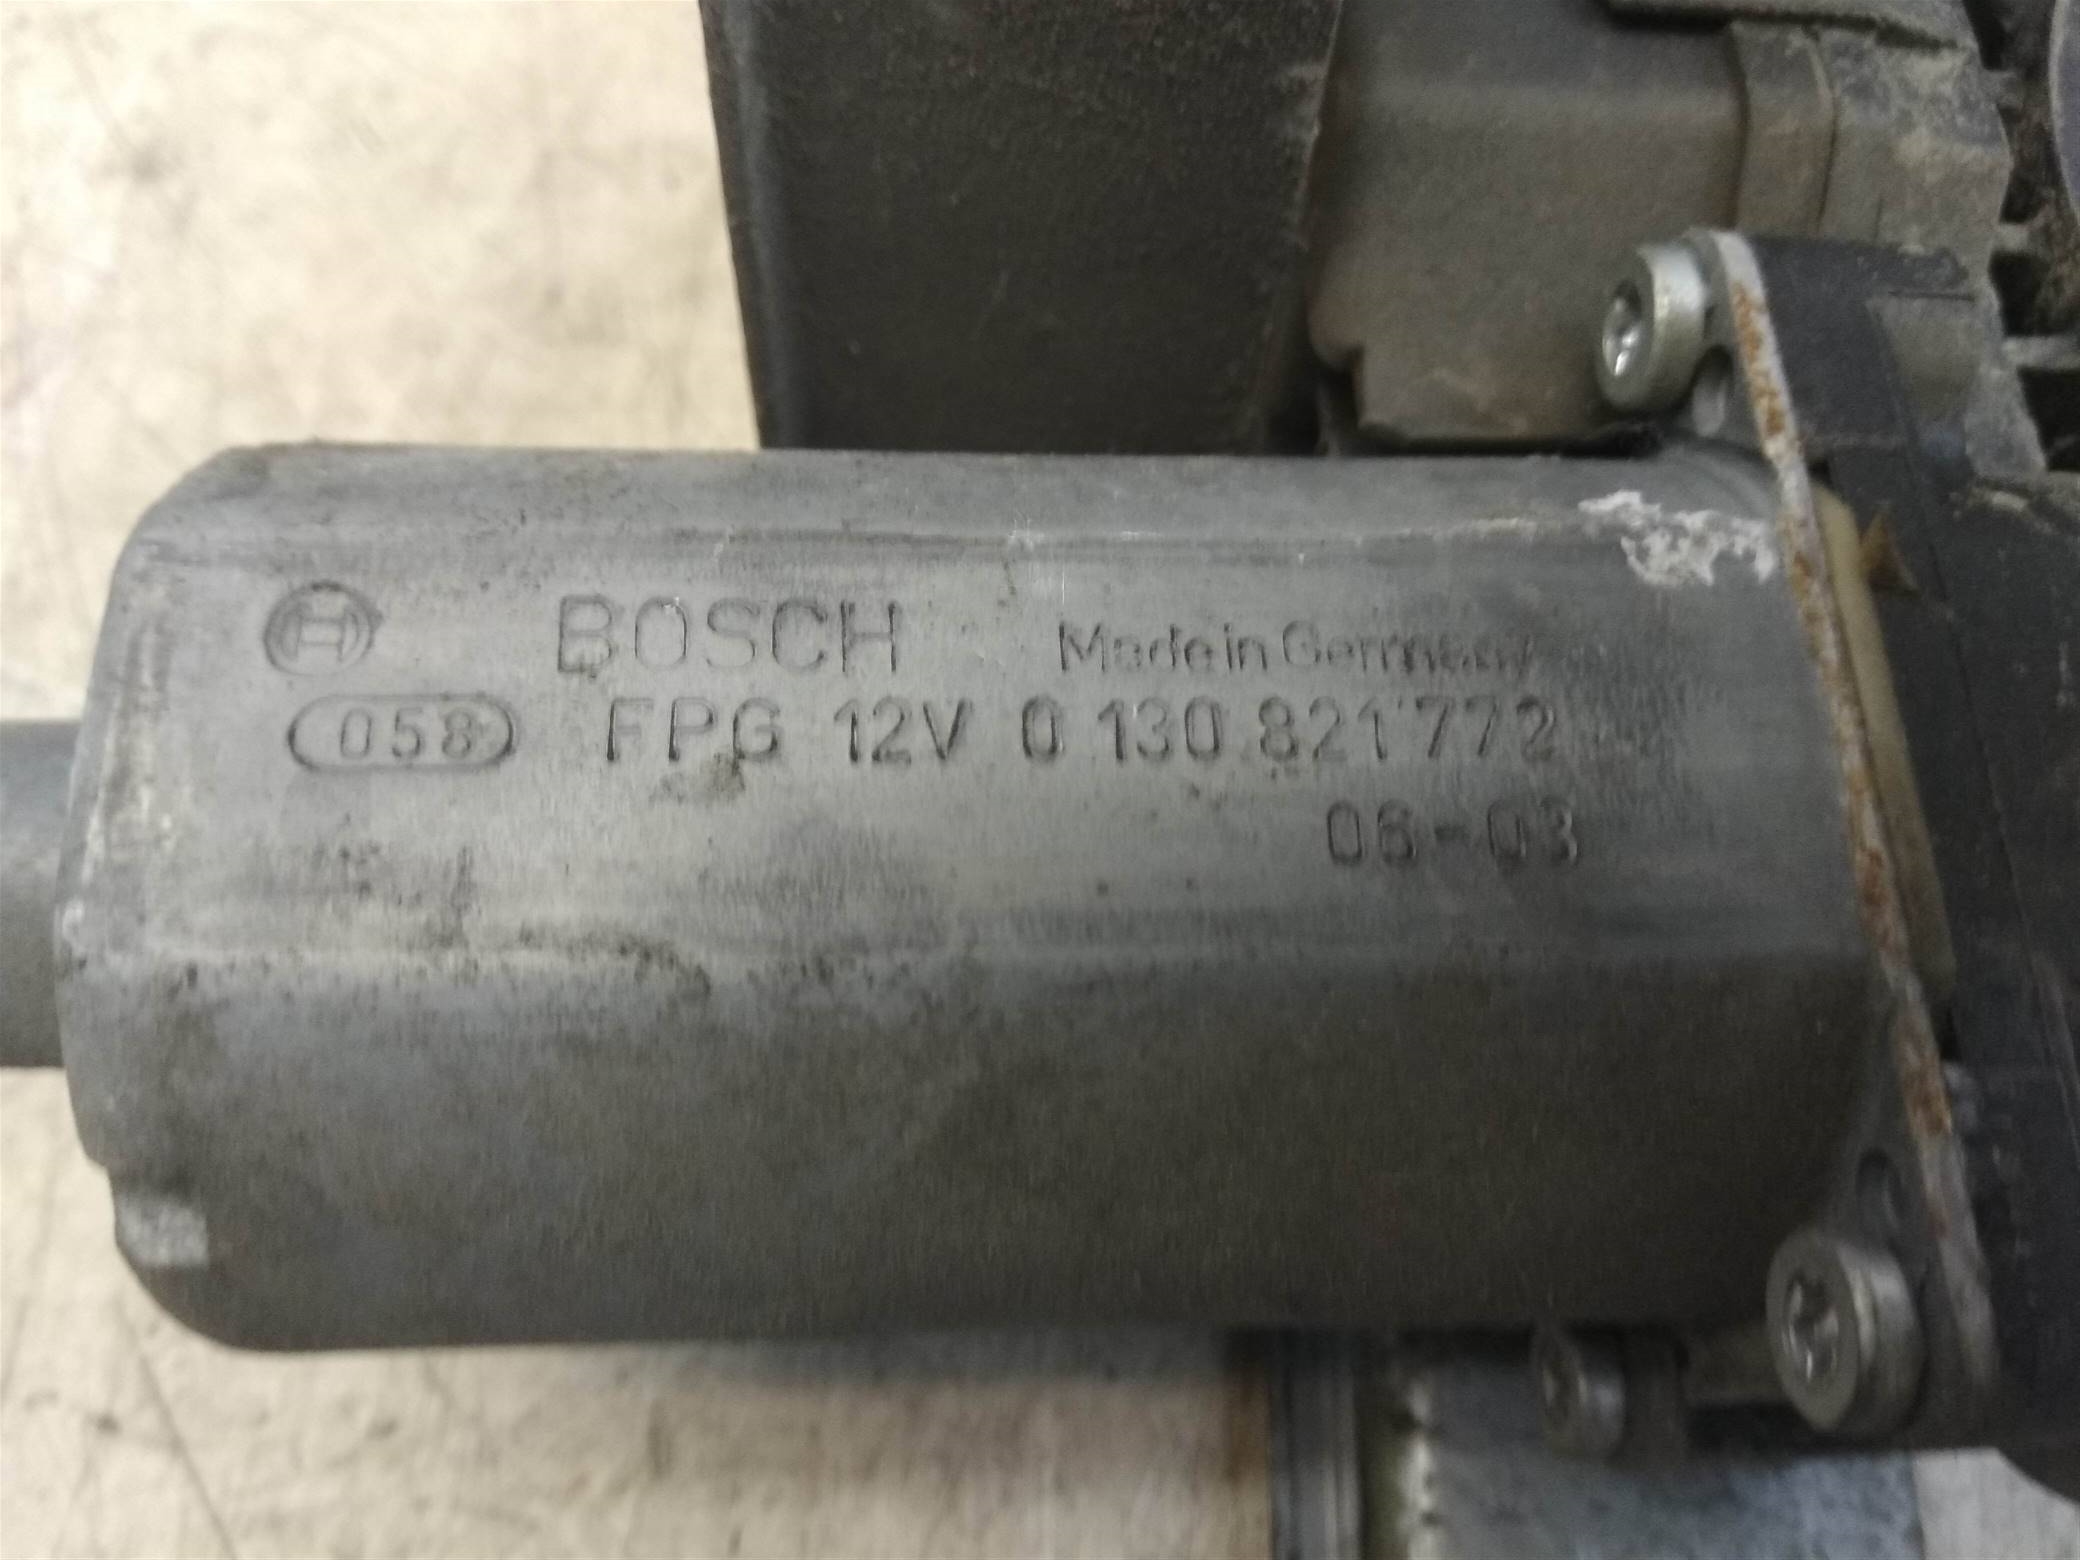 BOSCH Made in Germany
058 FPG 12V 0 130 821 772
06-03